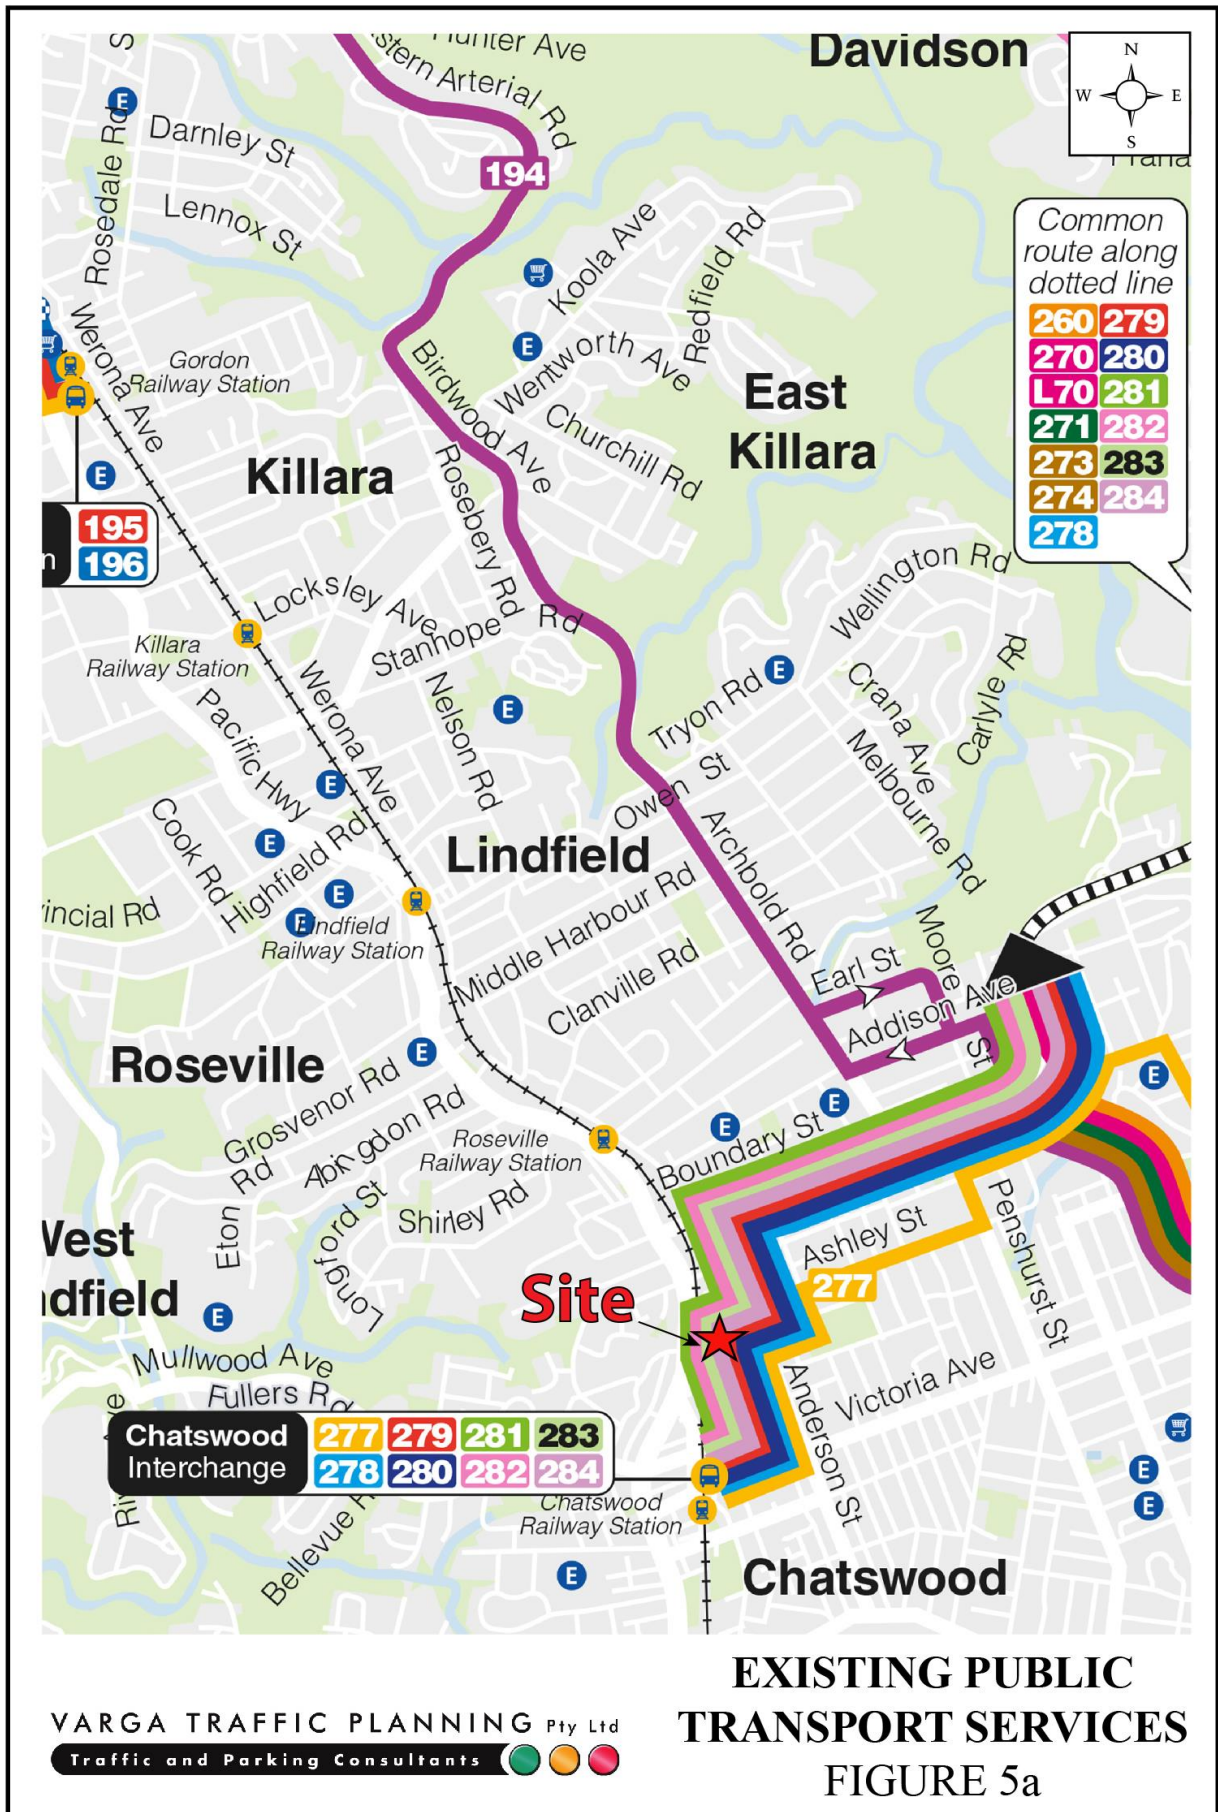 Hunter Ave
Davidson
N
W
E
S
stern Arterial Rd
Rosedale Rd
E
Darnley St
194
Lennox St
Koola Ave
Redfield Rd
Common
route along
dotted line
260 279
270 280
L70 281
271 282
273 283
274 284
278
Werona Ave
Gordon
Railway Station
E
Wentworth Ave
Birdwood Ave
East
Killara
Churchill Rd
Killara
E
Rosebery Rd
195
n 196
Wellington Rd
Locksley Ave
Stanhope Rd
Killara
Railway Station
Carlyle Rd
Crana Ave
Tryon Rd
E
Werona Ave
Nelson Rd
E
Pacific Hwy
Melbourne Rd
Owen St
E
Cook Rd
Highfield Rd
E
Lindfield
Archbold Rd
Middle Harbour Rd
E
E
vincial Rd
Lindfield
Railway Station
Clanville Rd
Earl St
Moore St
Addison Ave
Roseville
E
Grosvenor Rd
Abingdon Rd
Eton Rd
Roseville
Railway Station
Boundary St
E
E
E
Longford St
Shirley Rd
Penshurst St
Ashley St
277
West
dfield
E
Site
Mullwood Ave
Fullers Rd
Anderson St
Victoria Ave
Chatswood
Interchange
277 279 281 283
278 280 282 284
Chatswood
Railway Station
E
E
Bellevue
E
Chatswood
VARGA TRAFFIC PLANNING Pty Ltd
Traffic and Parking Consultants
EXISTING PUBLIC
TRANSPORT SERVICES
FIGURE 5a